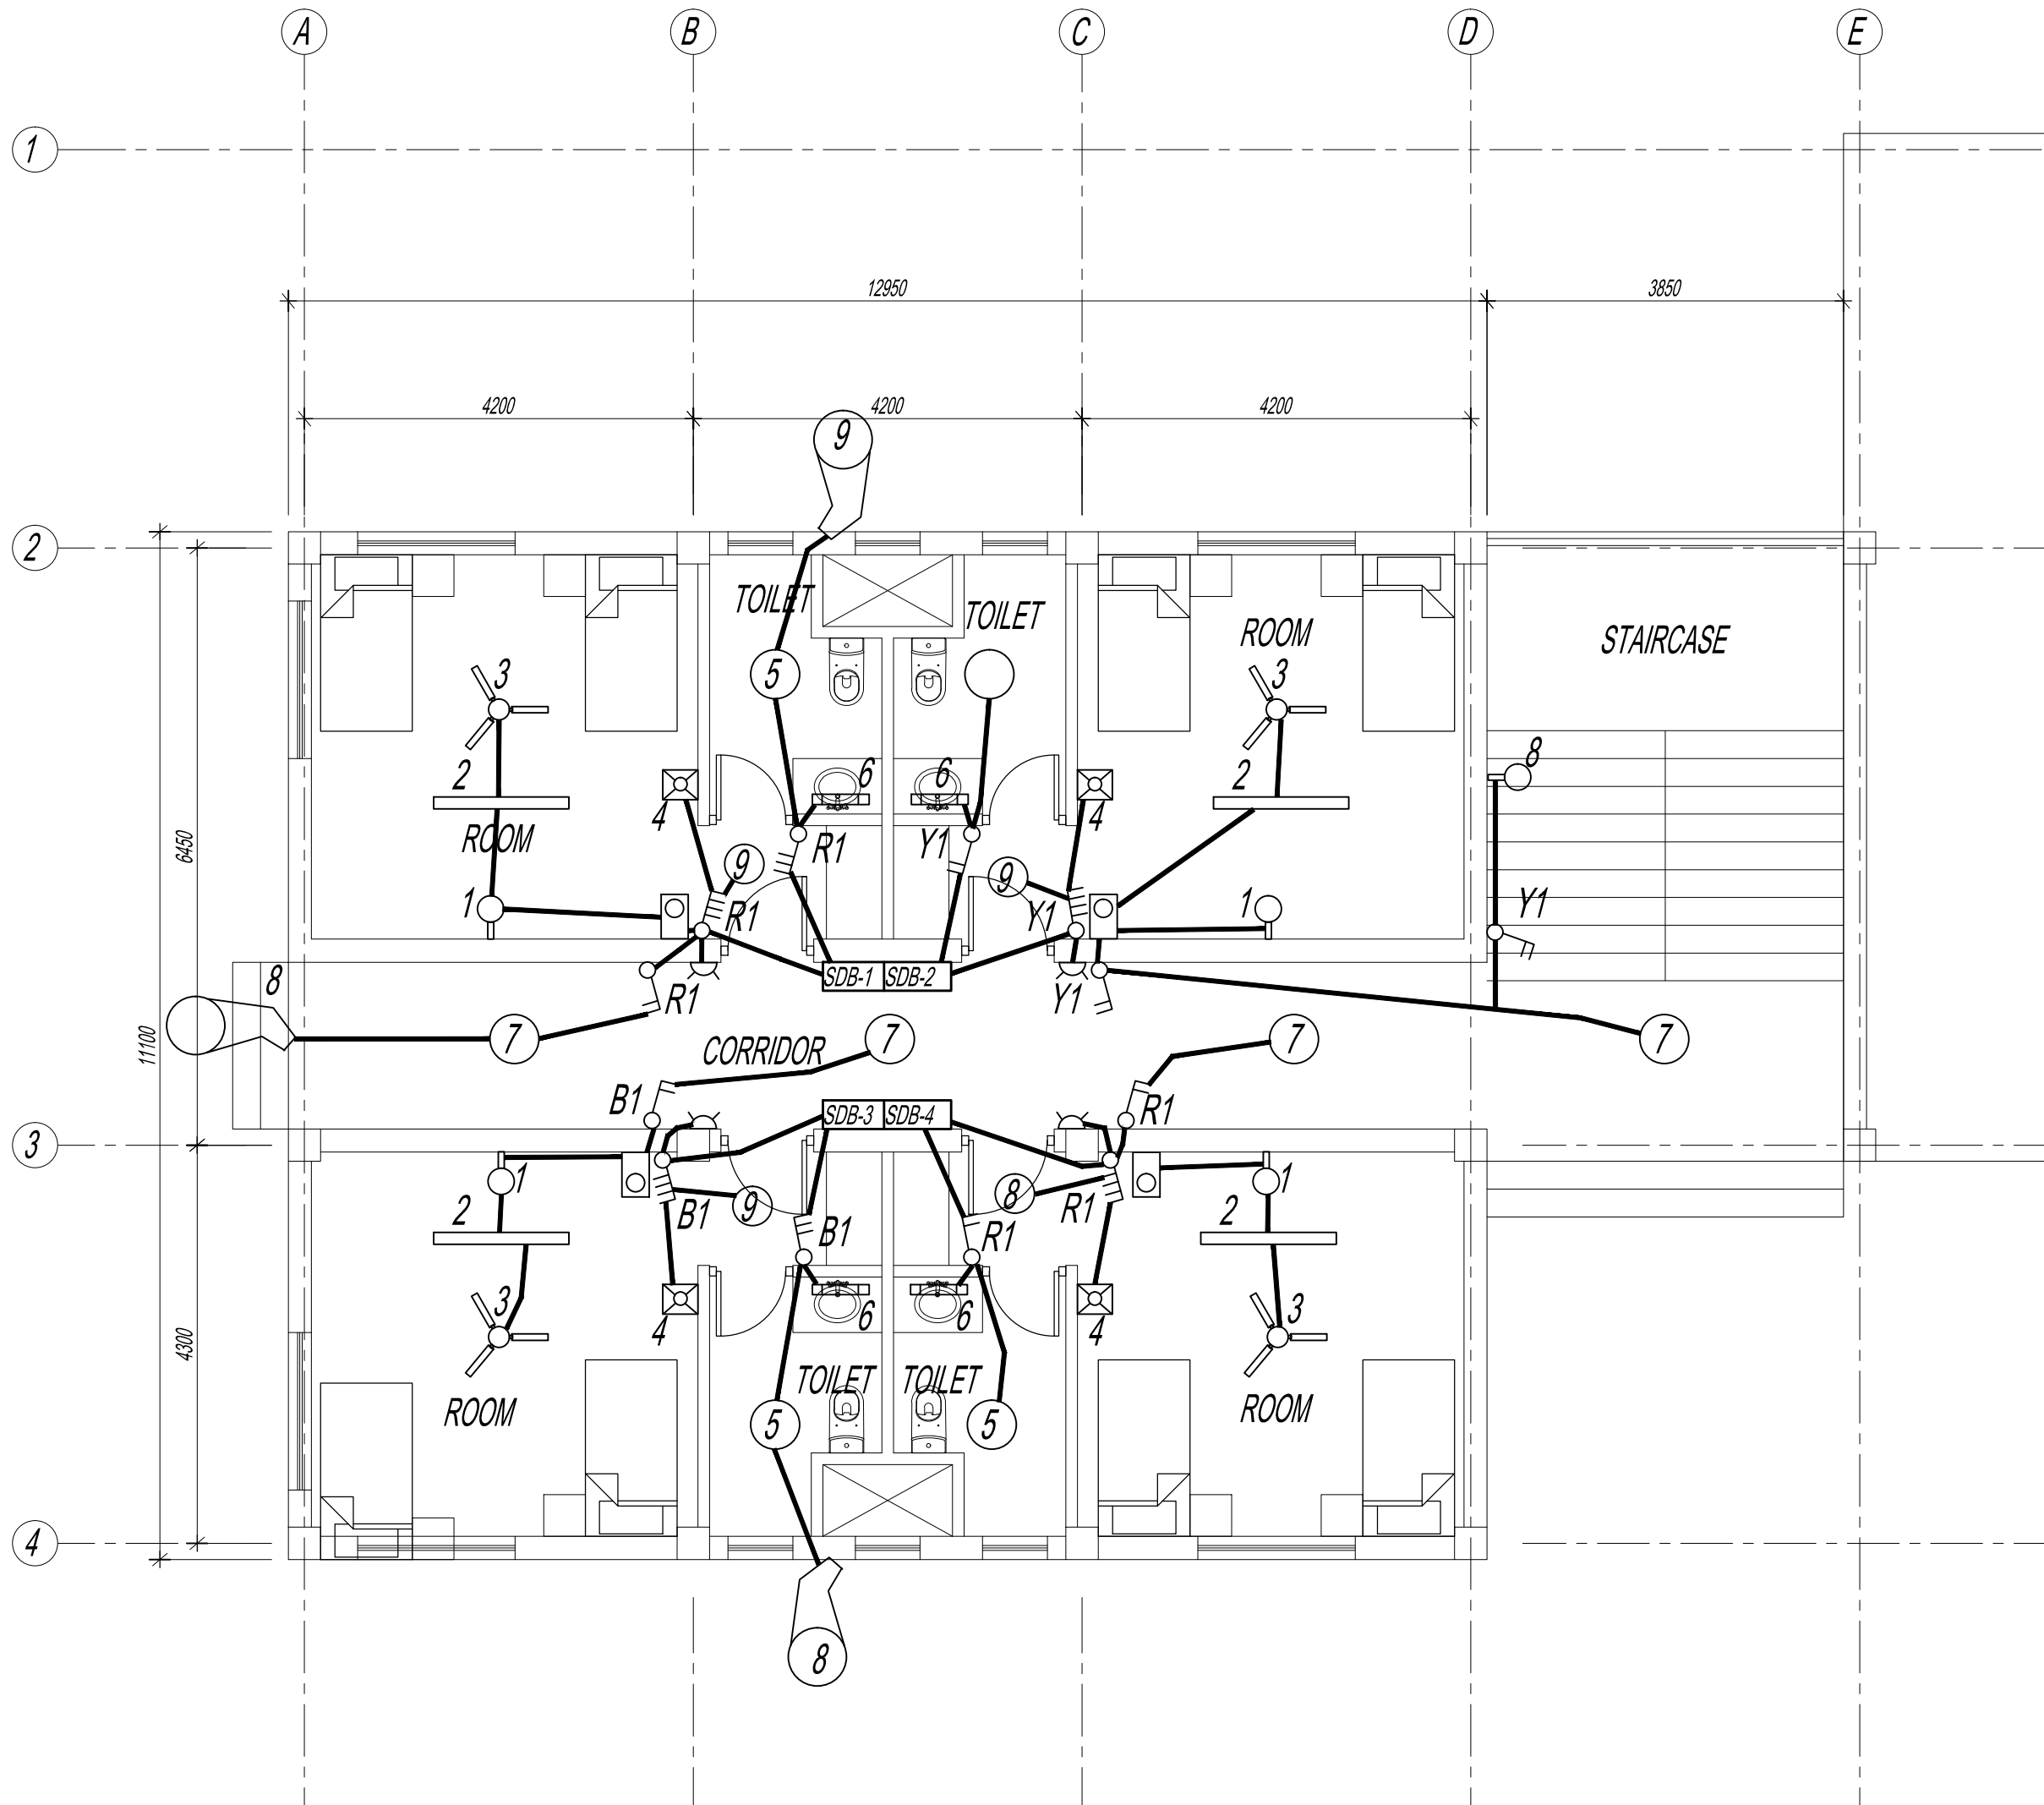 A B C D E
1
12950 3850
4200 4200 4200
9
2
TOILET TOILET ROOM STAIRCASE
3 5 3
8
2 6 6 2
4 4
ROOM R1 Y1
9 9
1 R1 Y1 1 Y1
6450
8 SDB-1 SDB-2
R1 Y1
7 7 7 7
11100
CORRIDOR
B1 SDB-3 SDB-4 R1
3
1 1
9 8
2 B1 R1 2
B1 R1
3 6 6 3
4 4
4300
TOILET TOILET
ROOM ROOM
5 5
4
8